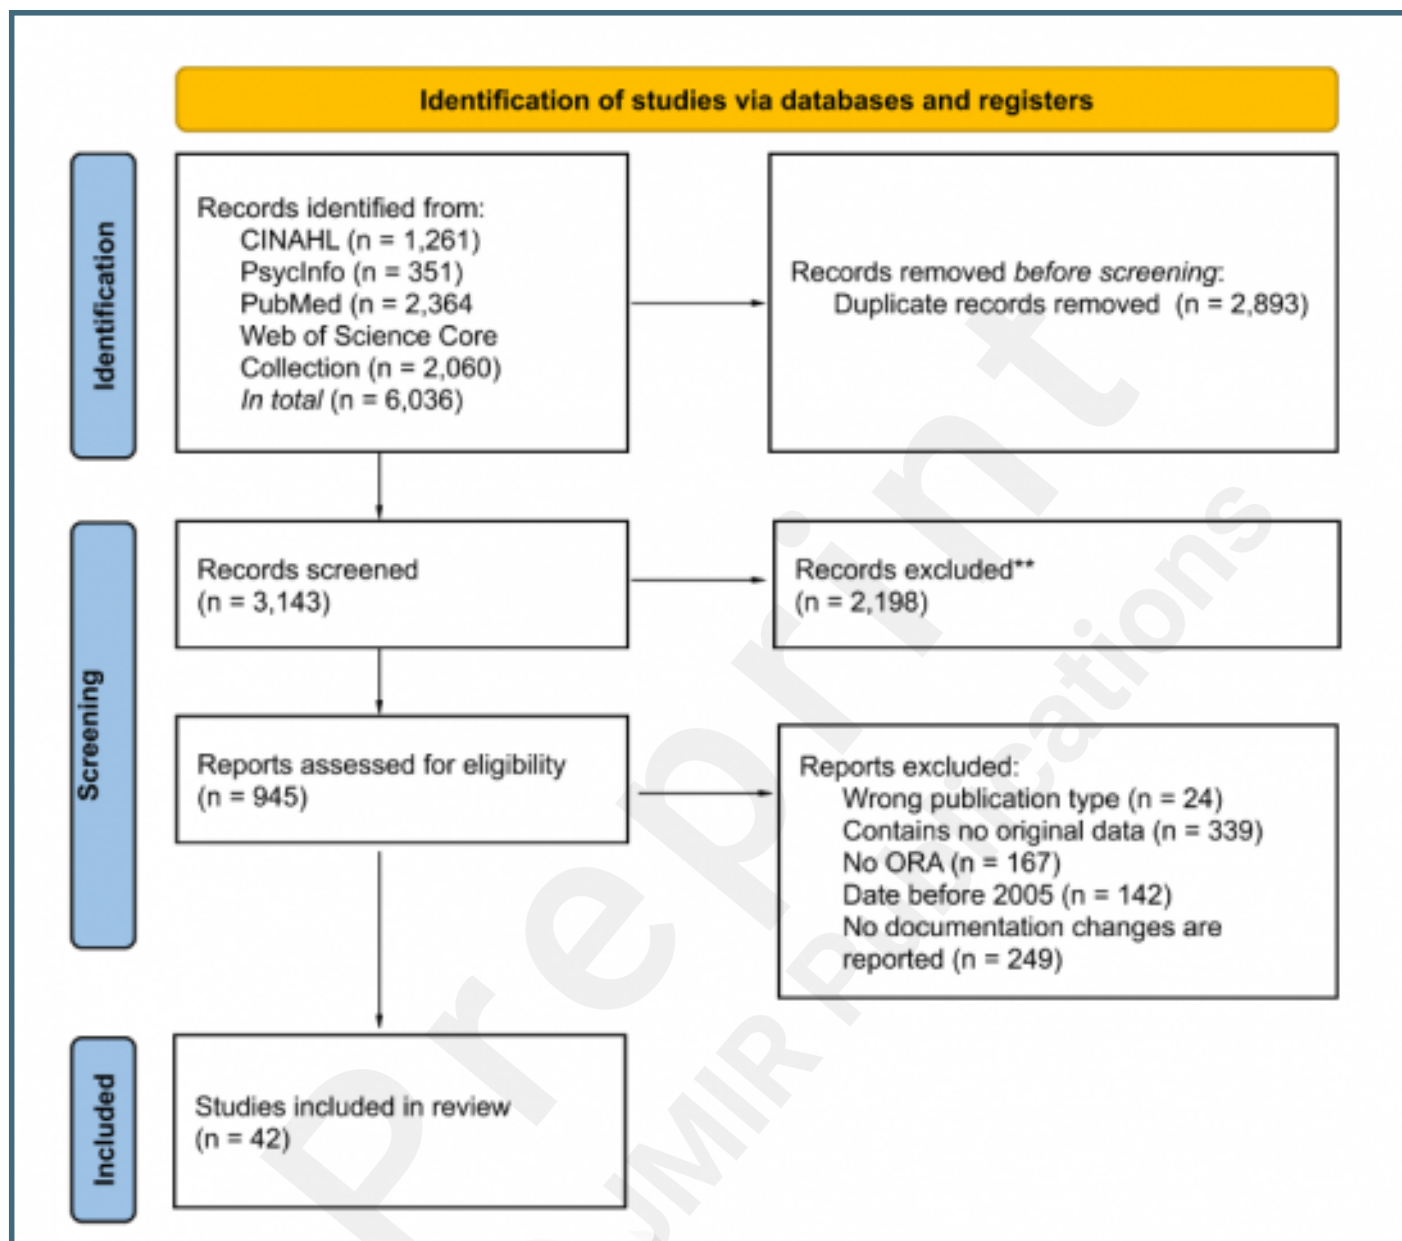 Identification of studies via databases and registers
Identification
Records identified from:
CINAHL (n = 1,261)
PsycInfo (n = 351)
PubMed (n = 2,364
Web of Science Core
Collection (n = 2,060)
In total (n = 6,036)
Records removed before screening:
Duplicate records removed (n = 2,893)
Screening
Records screened
(n = 3,143)
Records excluded**
(n = 2,198)
Reports assessed for eligibility
(n = 945)
Reports excluded:
Wrong publication type (n = 24)
Contains no original data (n = 339)
No ORA (n = 167)
Date before 2005 (n = 142)
No documentation changes are
reported (n = 249)
Included
Studies included in review
(n = 42)
Preprint
JMIR Publications